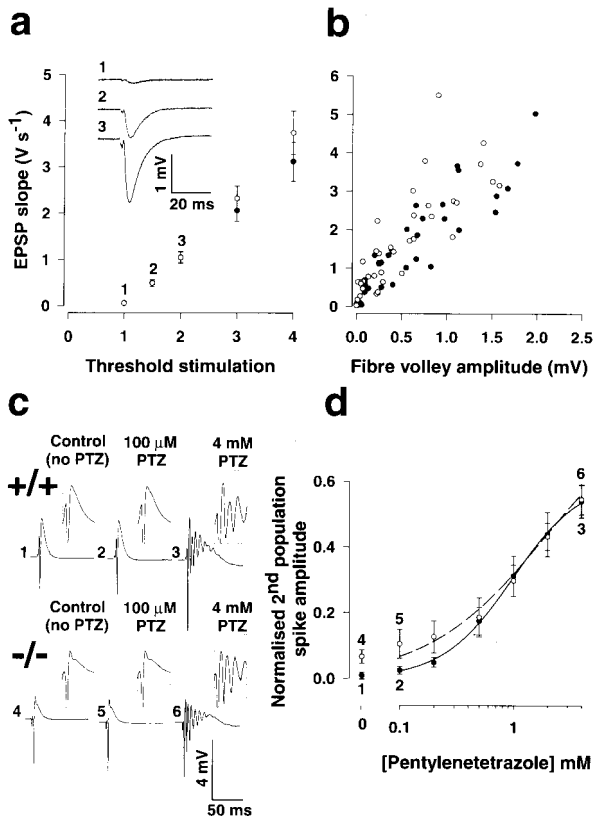 a
EPSP slope (V s⁻¹)
5
4
3
2
1
0
1
2
3
1 mV
20 ms
1
2
3
0 1 2 3 4
Threshold stimulation
b
6
5
4
3
2
1
0
0.0 0.5 1.0 1.5 2.0 2.5
Fibre volley amplitude (mV)
c
Control
(no PTZ)
100 µM
PTZ
4 mM
PTZ
+/+
1 2 3
Control
(no PTZ)
100 µM
PTZ
4 mM
PTZ
-/-
4 5 6
4 mV
50 ms
d
Normalised 2nd population
spike amplitude
0.6
0.4
0.2
0.0
4
1
5
2
6
3
0 0.1 1
[Pentylenetetrazole] mM